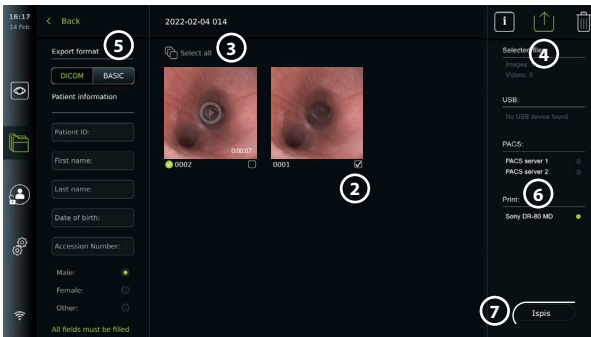 16:17
14 Feb
Back
2022-02-04 014
i
Export format
5
DICOM BASIC
Patient information
Patient ID:
First name:
Last name:
Date of birth:
Accession Number:
Male:
Female:
Other:
All fields must be filled
Select all
3
0:00:07
0002
0001
2
4
Images:
Videos: 0
USB:
No USB device found
PACS:
PACS server 1
PACS server 2
6
Print:
Sony DR-80 MD
7
Ispis